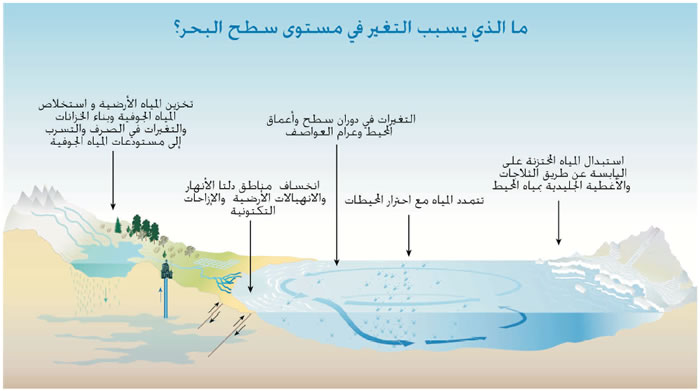 ما الذي يسبب التغير في مستوى سطح البحر؟
تخزين المياه الأرضية و استخلاص
المياه الجوفية وبناء الخزانات
والتغيرات في الصرف والتسرب
إلى مستودعات المياه الجوفية
التغيرات في دوران سطح وأعماق
المحيط وعرام العواصف
استبدال المياه المختزنة على
اليابسة عن طريق الثلاجات
والأغطية الجليدية بمياه المحيط
انخساف مناطق دلتا الأنهار
والانهيالات الأرضية والإزاحات
التكتونية
تتمدد المياه مع احترار المحيطات